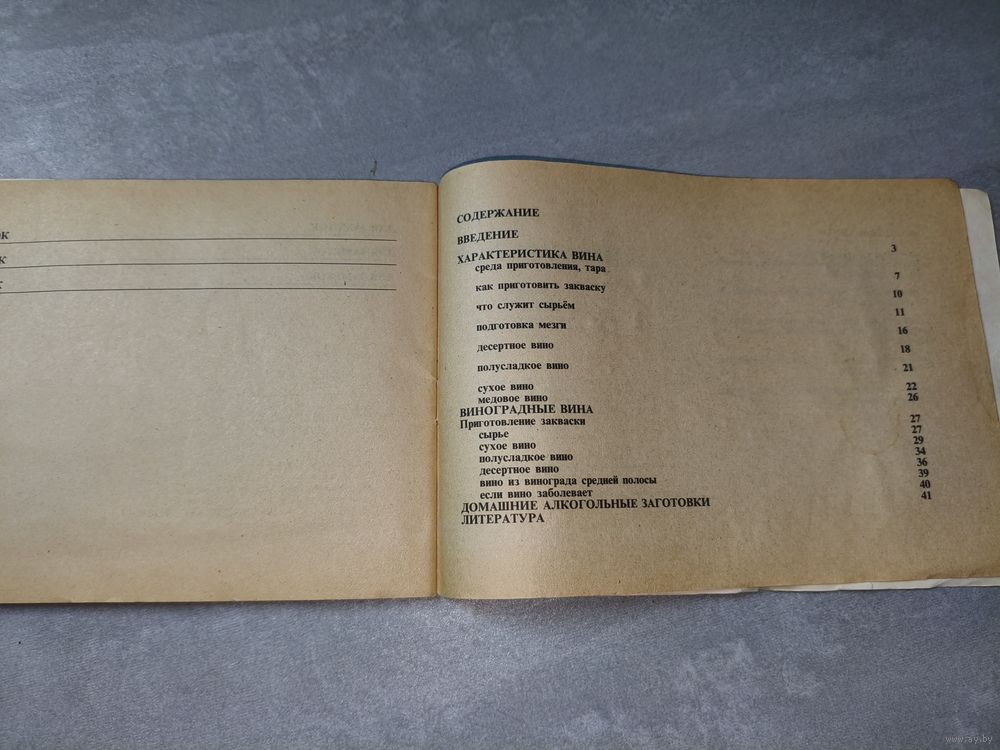 СОДЕРЖАНИЕ
ВВЕДЕНИЕ
ХАРАКТЕРИСТИКА ВИНА 3
среда приготовления, тара
как приготовить закваску 7
что служит сырьём 10
подготовка мезги 11
десертное вино 16
полусладкое вино 18
сухое вино 21
медовое вино 22
ВИНОГРАДНЫЕ ВИНА 26
Приготовление закваски 27
сырье 27
сухое вино 29
полусладкое вино 34
десертное вино 36
вино из винограда средней полосы 39
если вино заболевает 40
ДОМАШНИЕ АЛКОГОЛЬНЫЕ ЗАГОТОВКИ 41
ЛИТЕРАТУРА
www.ay.by